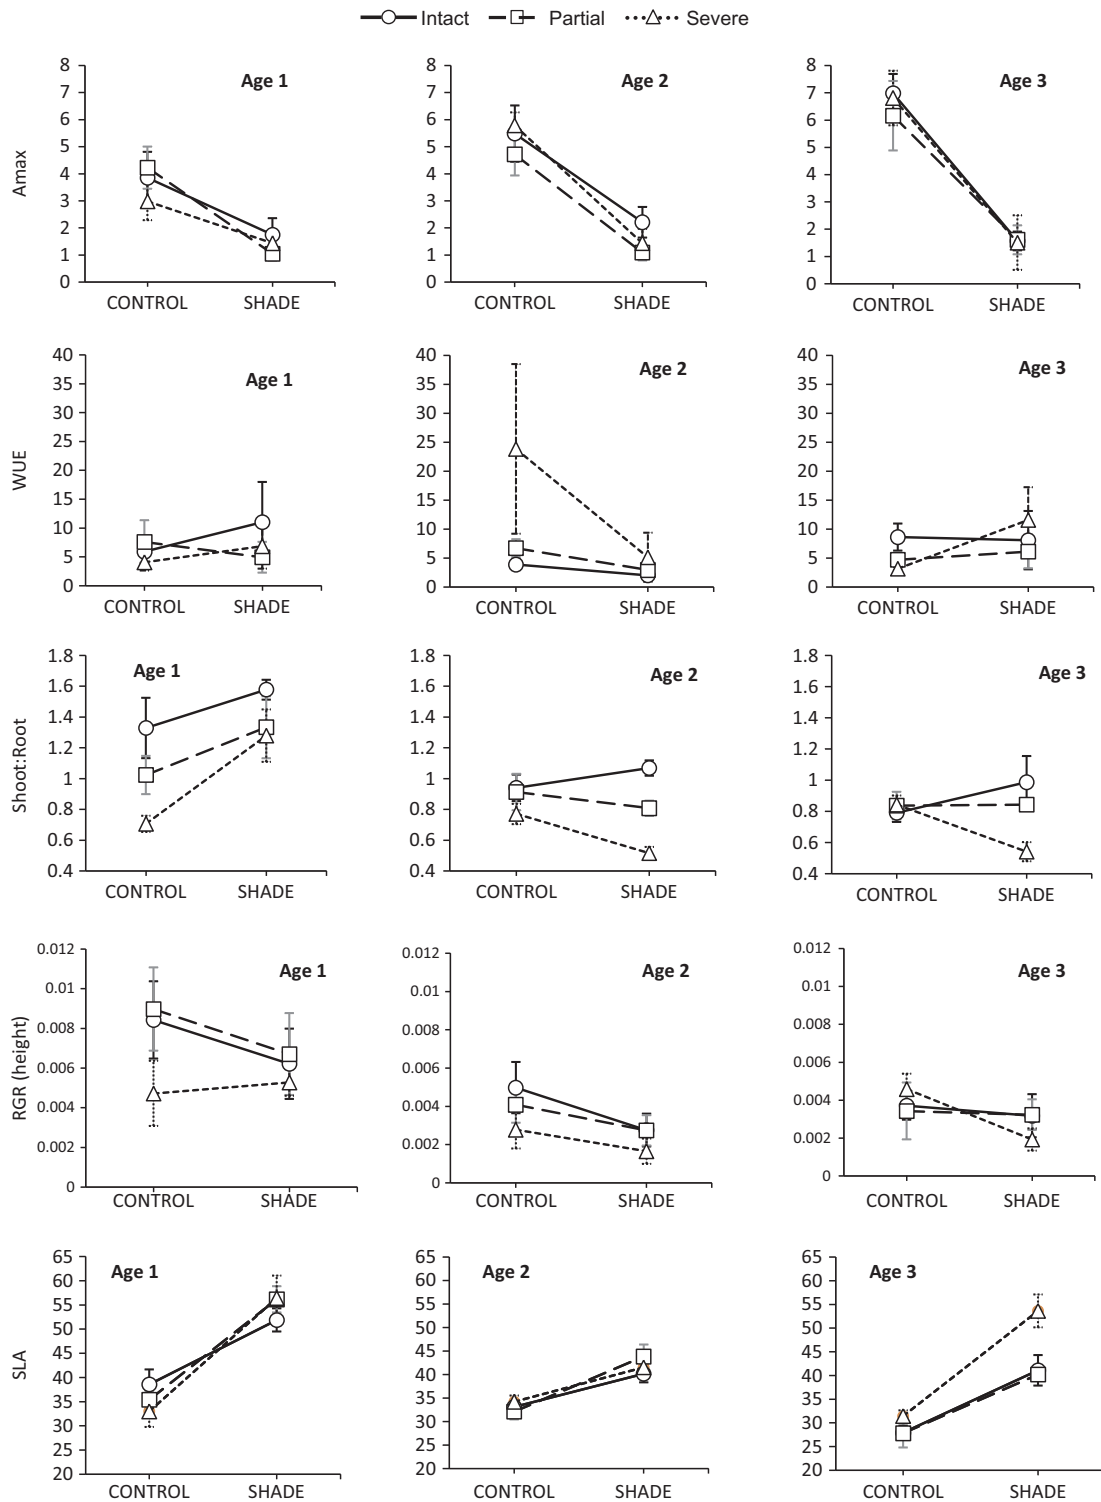 Intact Partial Severe
Age 1 Age 2 Age 3
Amax
8 7 6 5 4 3 2 1 0
CONTROL SHADE
8 7 6 5 4 3 2 1 0
CONTROL SHADE
8 7 6 5 4 3 2 1 0
CONTROL SHADE
Age 1 Age 2 Age 3
WUE
40 35 30 25 20 15 10 5 0
CONTROL SHADE
40 35 30 25 20 15 10 5 0
CONTROL SHADE
40 35 30 25 20 15 10 5 0
CONTROL SHADE
Age 1 Age 2 Age 3
Shoot:Root
1.8 1.6 1.4 1.2 1 0.8 0.6 0.4
CONTROL SHADE
1.8 1.6 1.4 1.2 1 0.8 0.6 0.4
CONTROL SHADE
1.8 1.6 1.4 1.2 1 0.8 0.6 0.4
CONTROL SHADE
Age 1 Age 2 Age 3
RGR (height)
0.012 0.01 0.008 0.006 0.004 0.002 0
CONTROL SHADE
0.012 0.01 0.008 0.006 0.004 0.002 0
CONTROL SHADE
0.012 0.01 0.008 0.006 0.004 0.002 0
CONTROL SHADE
Age 1 Age 2 Age 3
SLA
65 60 55 50 45 40 35 30 25 20
CONTROL SHADE
65 60 55 50 45 40 35 30 25 20
CONTROL SHADE
65 60 55 50 45 40 35 30 25 20
CONTROL SHADE